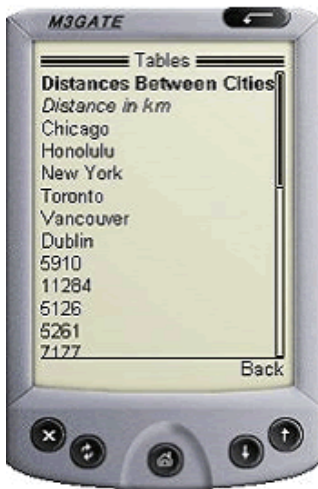 M3GATE
Tables
Distances Between Cities
Distance in km
Chicago
Honolulu
New York
Toronto
Vancouver
Dublin
5910
11284
5126
5261
7177
Back